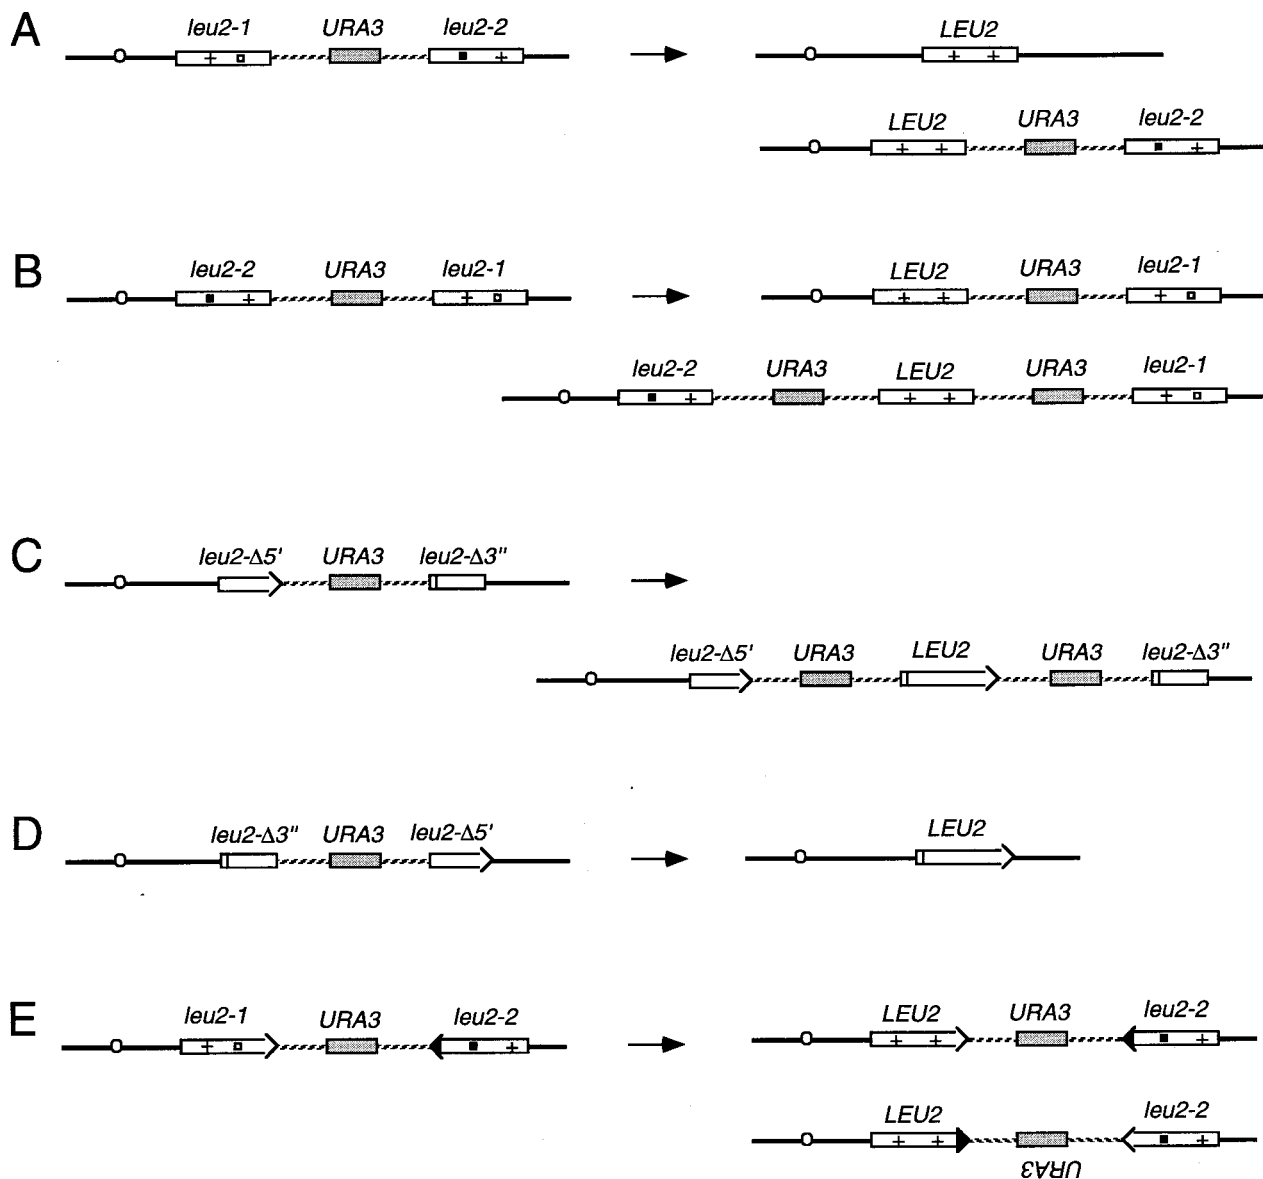 A
leu2-1 URA3 leu2-2 LEU2
LEU2 URA3 leu2-2
B
leu2-2 URA3 leu2-1 LEU2 URA3 leu2-1
leu2-2 URA3 LEU2 URA3 leu2-1
C
leu2-Δ5' URA3 leu2-Δ3"
leu2-Δ5' URA3 LEU2 URA3 leu2-Δ3"
D
leu2-Δ3" URA3 leu2-Δ5' LEU2
E
leu2-1 URA3 leu2-2 LEU2 URA3 leu2-2
LEU2 leu2-2
URA3